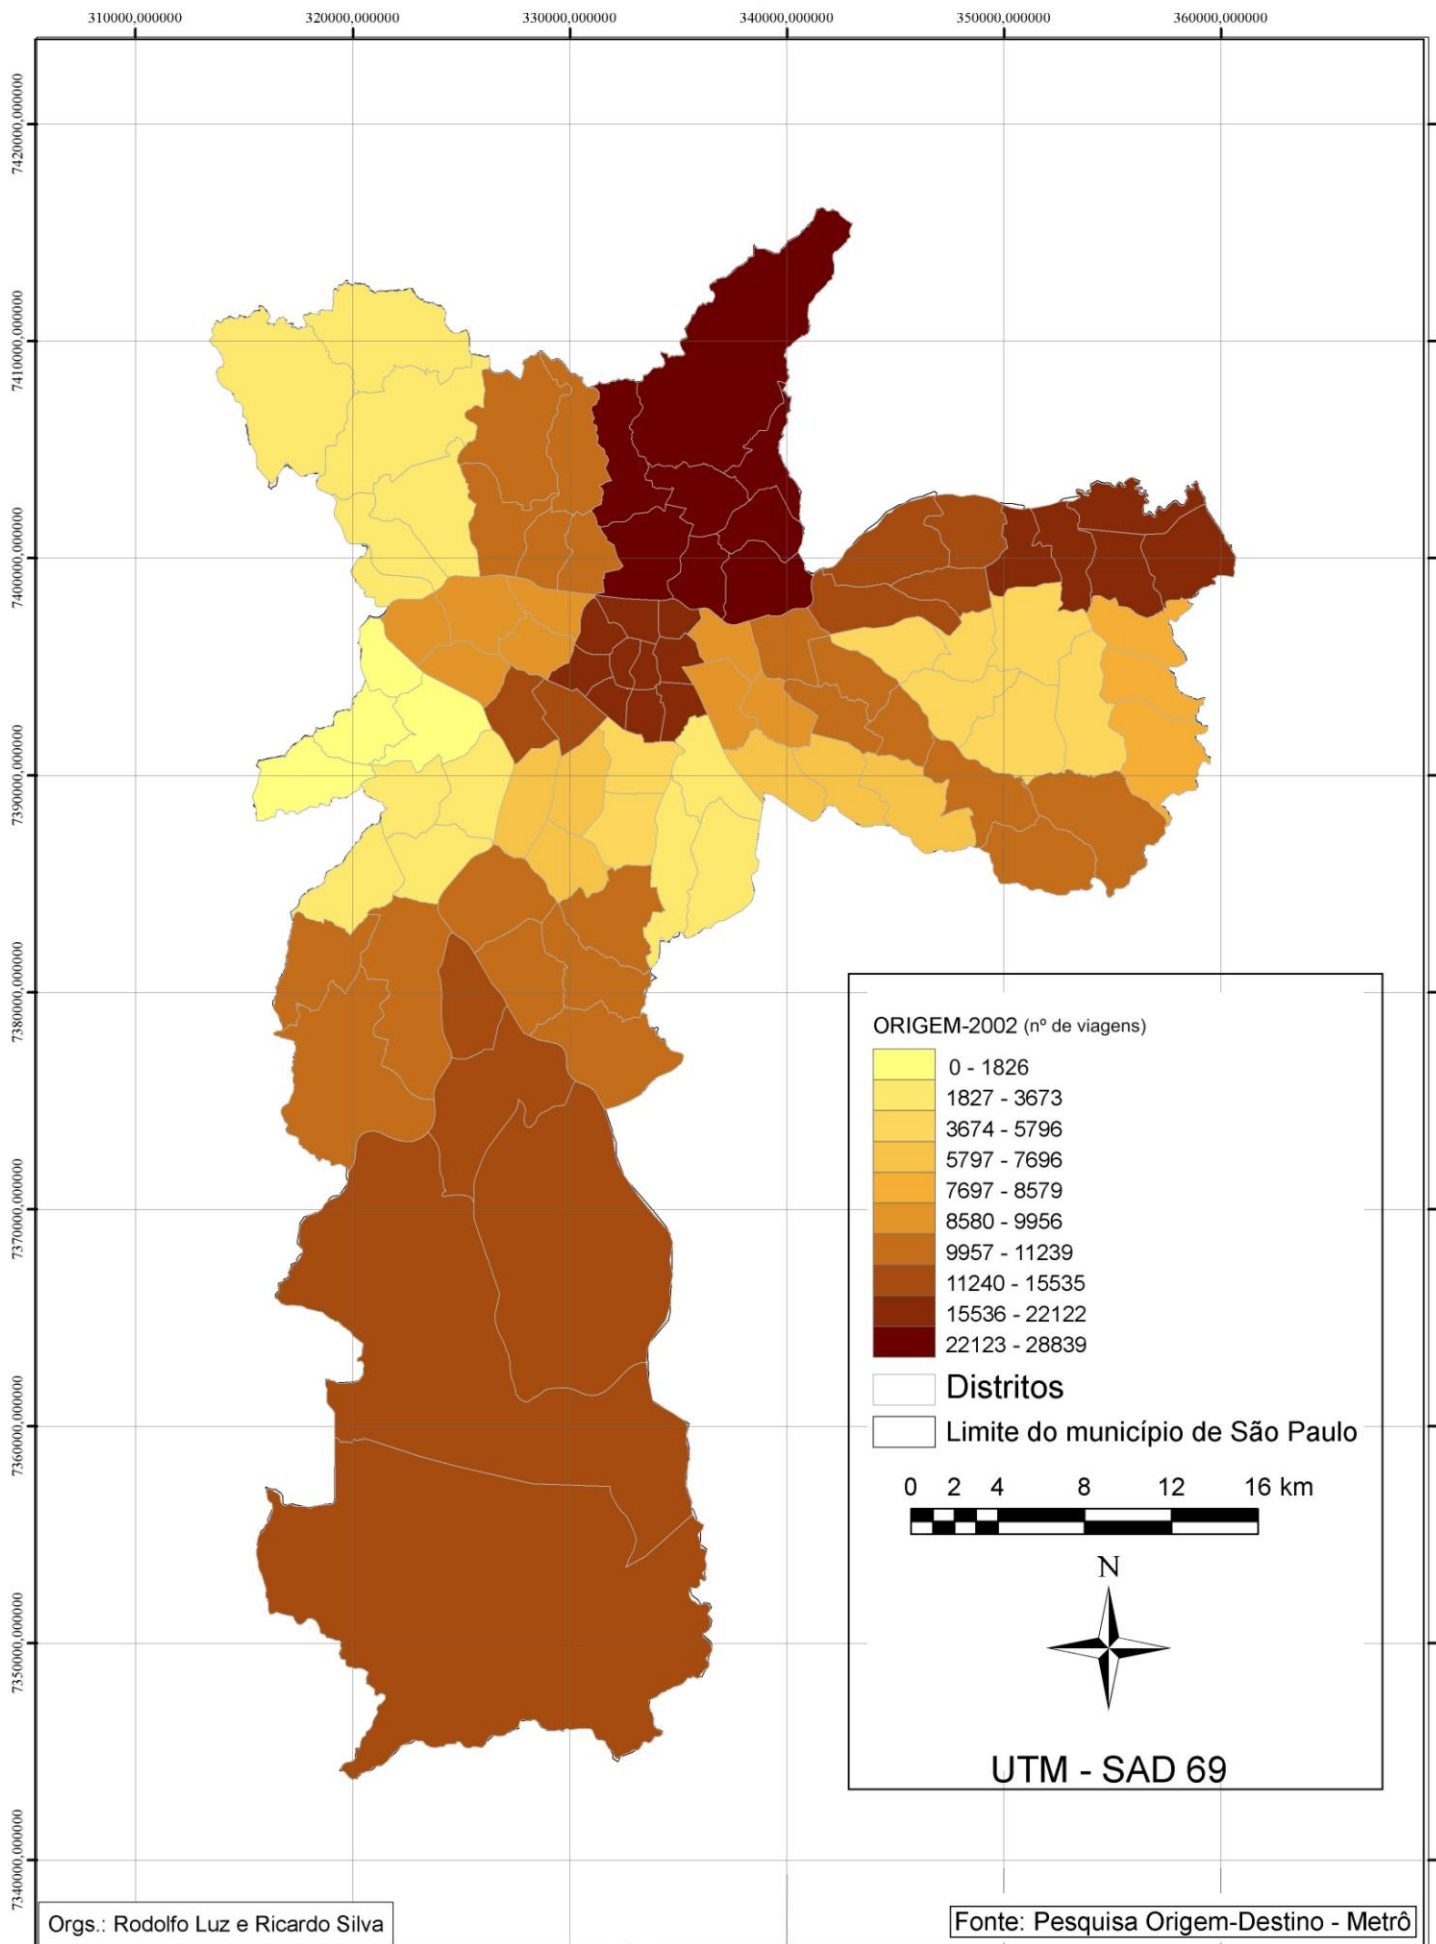 310000,000000 320000,000000 330000,000000 340000,000000 350000,000000 360000,000000
7420000,000000
7410000,000000
7400000,000000
7390000,000000
7380000,000000
7370000,000000
7360000,000000
7350000,000000
7340000,000000
ORIGEM-2002 (nº de viagens)
0 - 1826
1827 - 3673
3674 - 5796
5797 - 7696
7697 - 8579
8580 - 9956
9957 - 11239
11240 - 15535
15536 - 22122
22123 - 28839
Distritos
Limite do município de São Paulo
0 2 4 8 12 16 km
N
UTM - SAD 69
Orgs.: Rodolfo Luz e Ricardo Silva
Fonte: Pesquisa Origem-Destino - Metrô